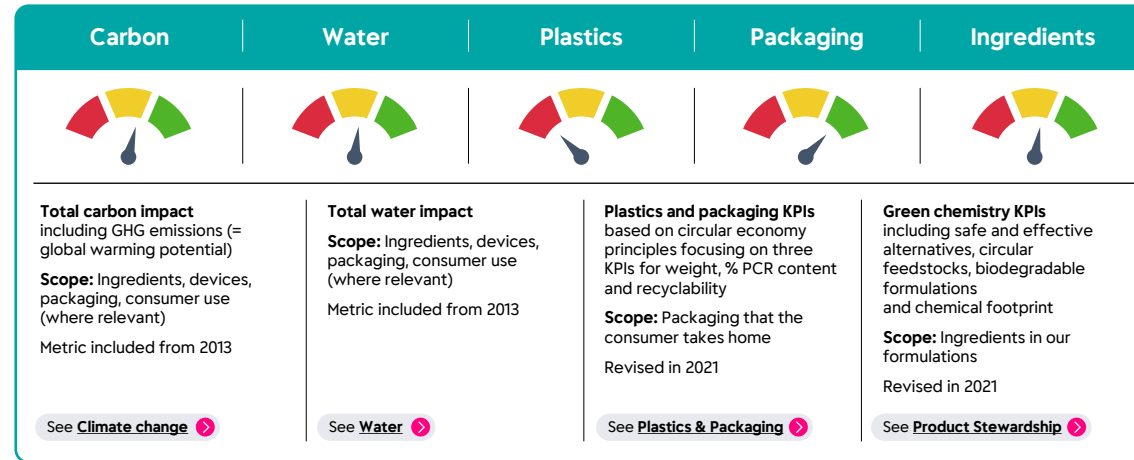 Carbon
Water
Plastics
Packaging
Ingredients
Total carbon impact
including GHG emissions (=
global warming potential)
Scope: Ingredients, devices,
packaging, consumer use
(where relevant)
Metric included from 2013
See Climate change
Total water impact
Scope: Ingredients, devices,
packaging, consumer use
(where relevant)
Metric included from 2013
See Water
Plastics and packaging KPIs
based on circular economy
principles focusing on three
KPIs for weight, % PCR content
and recyclability
Scope: Packaging that the
consumer takes home
Revised in 2021
See Plastics & Packaging
Green chemistry KPIs
including safe and effective
alternatives, circular
feedstocks, biodegradable
formulations
and chemical footprint
Scope: Ingredients in our
formulations
Revised in 2021
See Product Stewardship